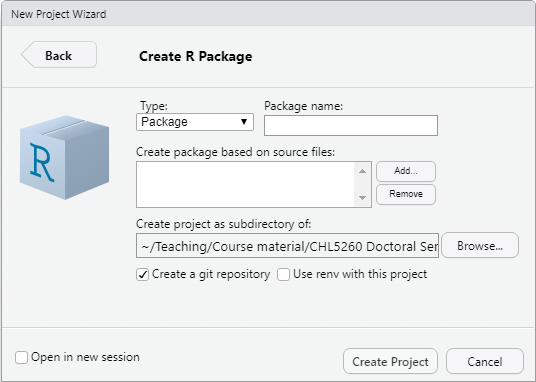 New Project Wizard
Back
Create R Package
Type:
Package name:
Package
R
Create package based on source files:
Add...
Remove
Create project as subdirectory of:
~/Teaching/Course material/CHL5260 Doctoral Ser
Browse...
Create a git repository
Use renv with this project
Open in new session
Create Project
Cancel